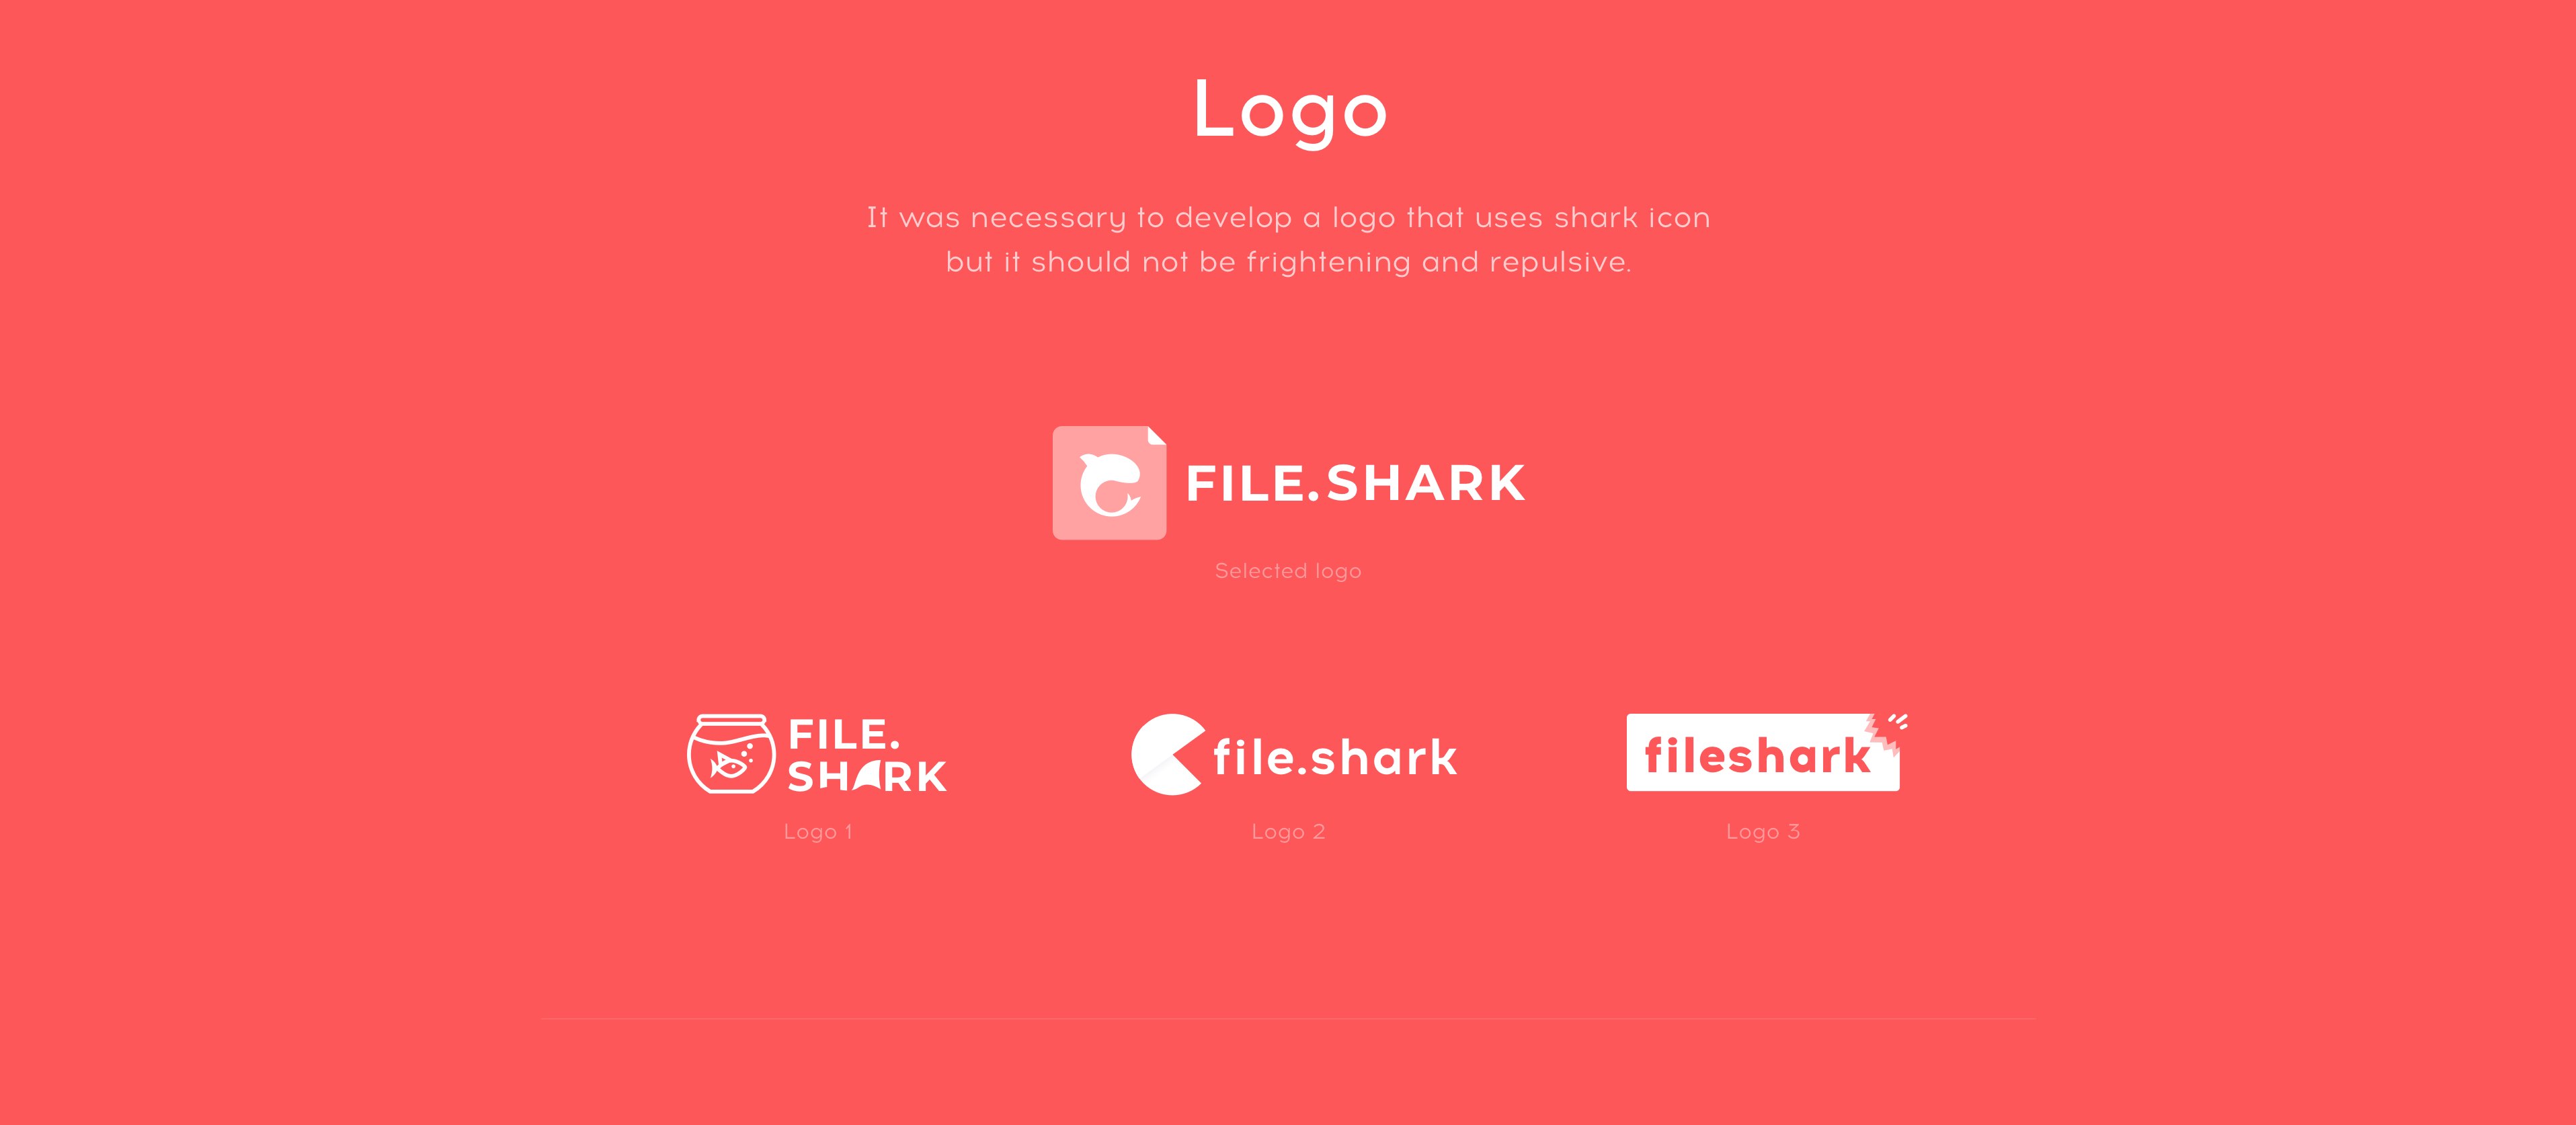 Logo
It was necessary to develop a logo that uses shark icon
but it should not be frightening and repulsive.
FILE.SHARK
Selected logo
FILE.
SHARK
Logo 1
file.shark
Logo 2
fileshark
Logo 3